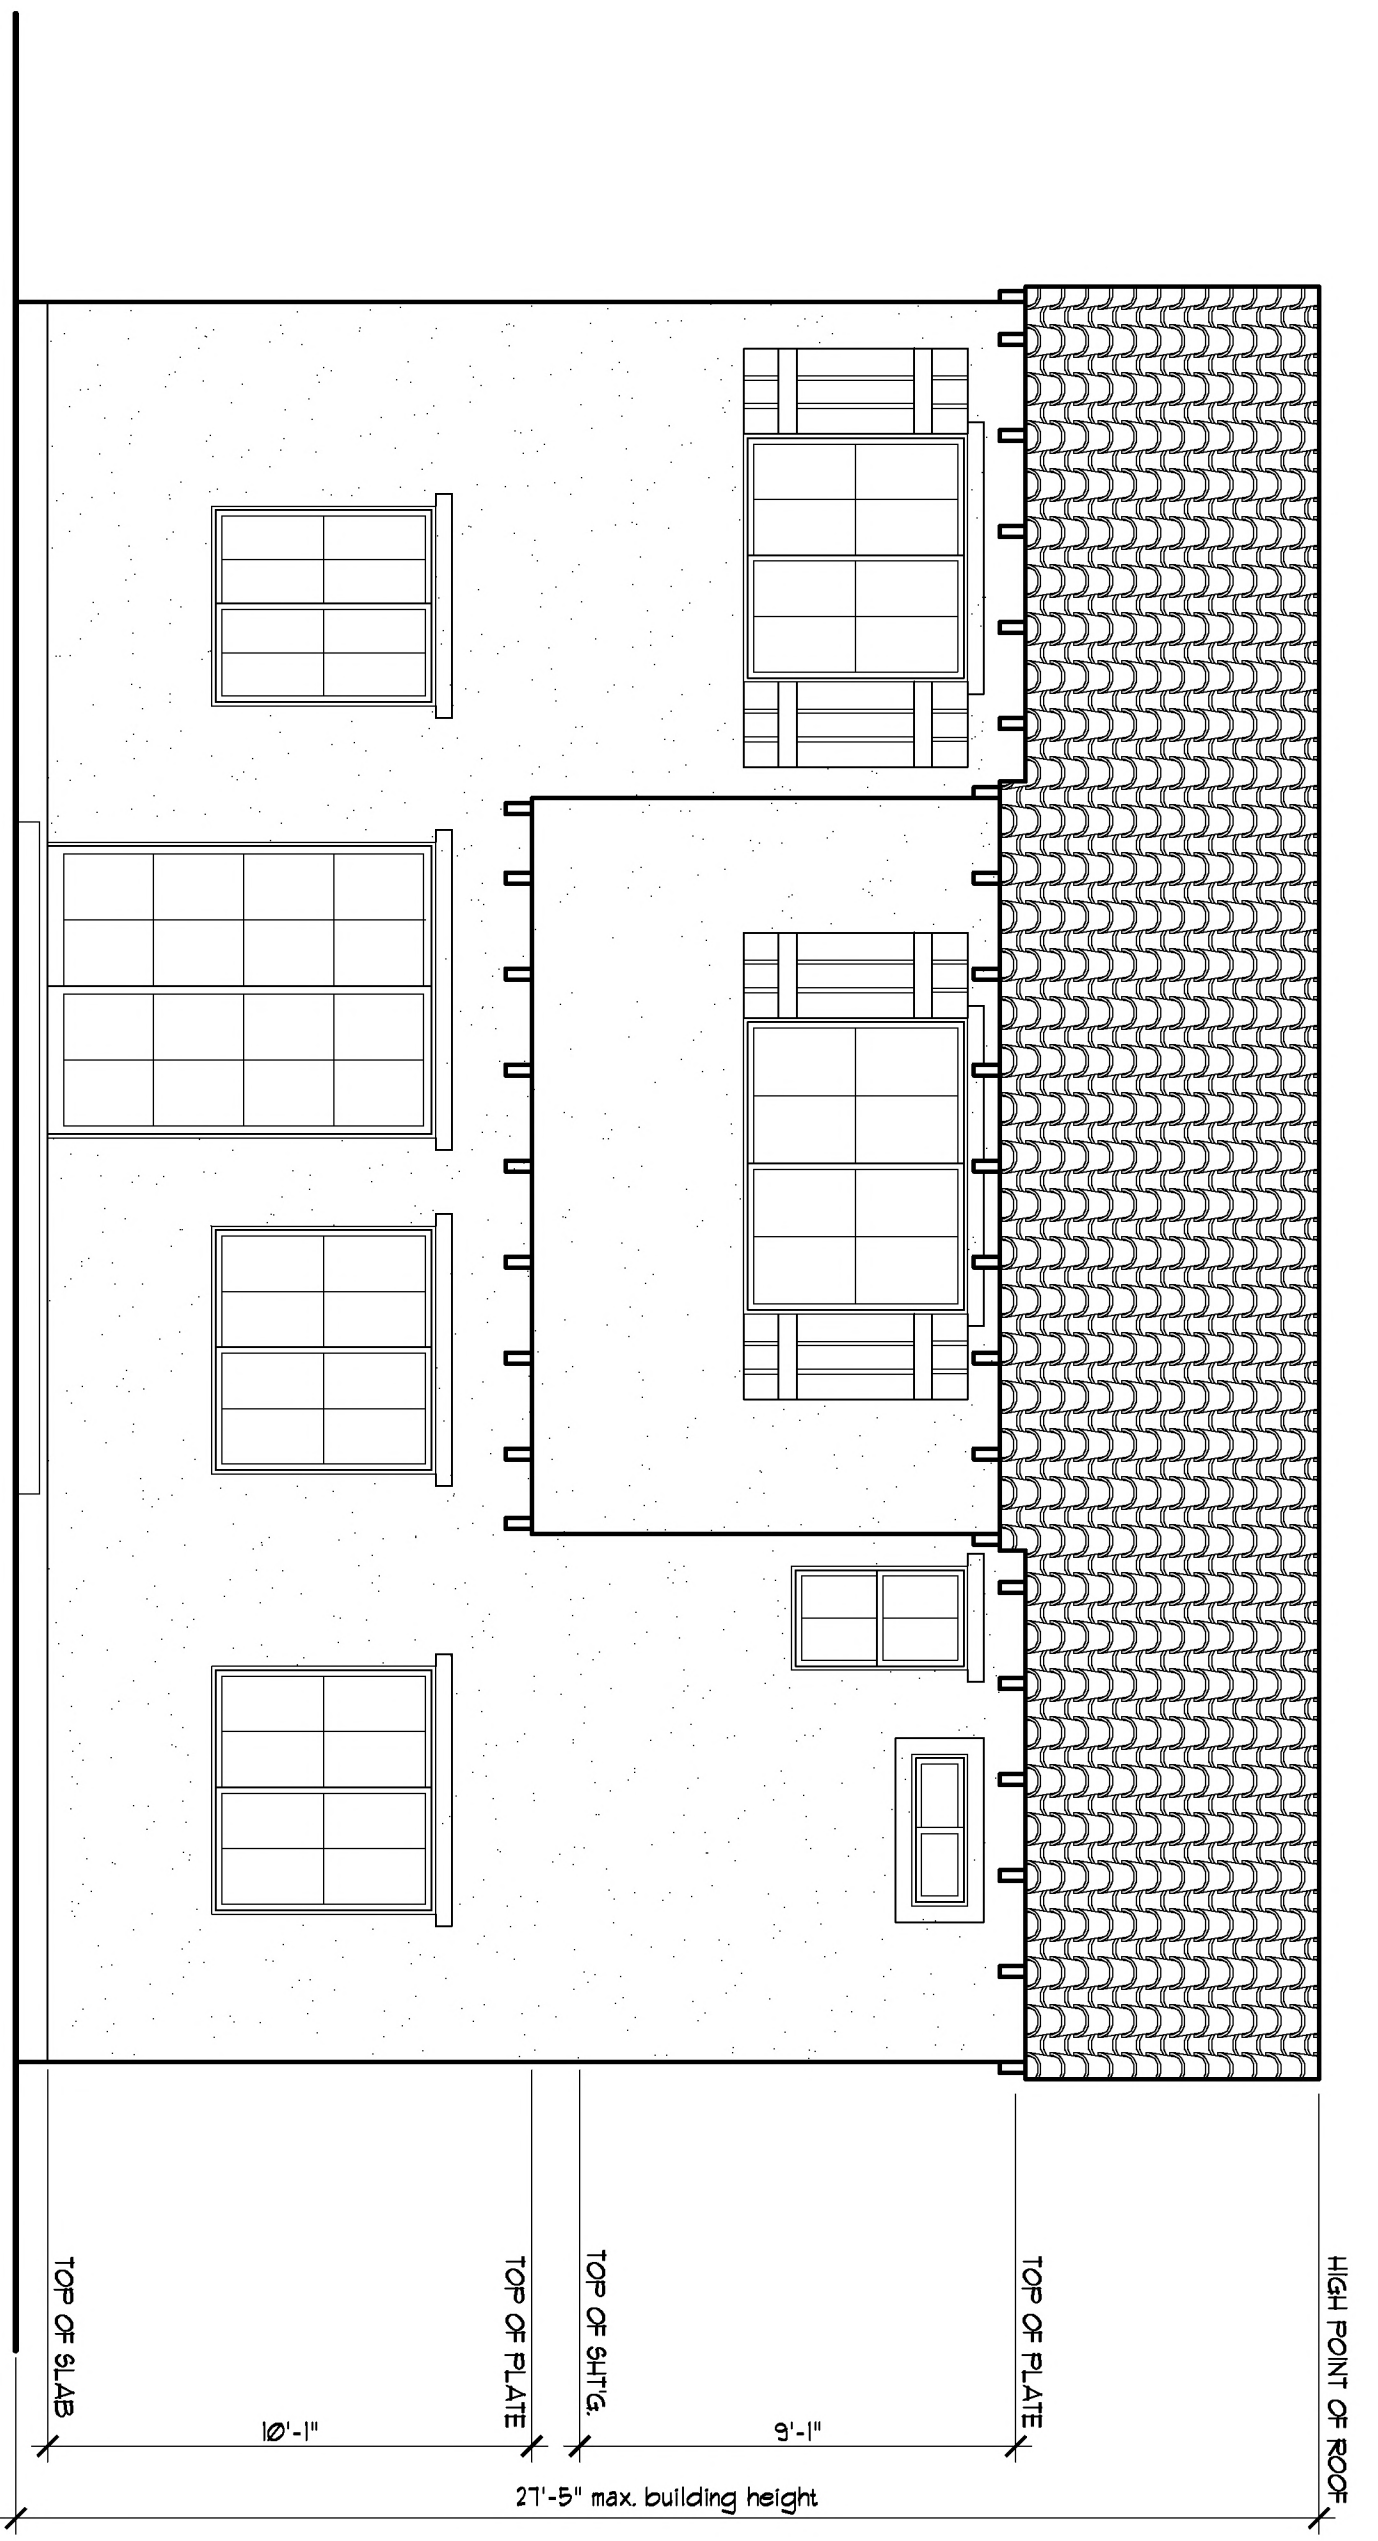 HIGH POINT OF ROOF
TOP OF PLATE
9'-1"
TOP OF SHT'G.
TOP OF PLATE
10'-1"
TOP OF SLAB
27'-5" max. building height